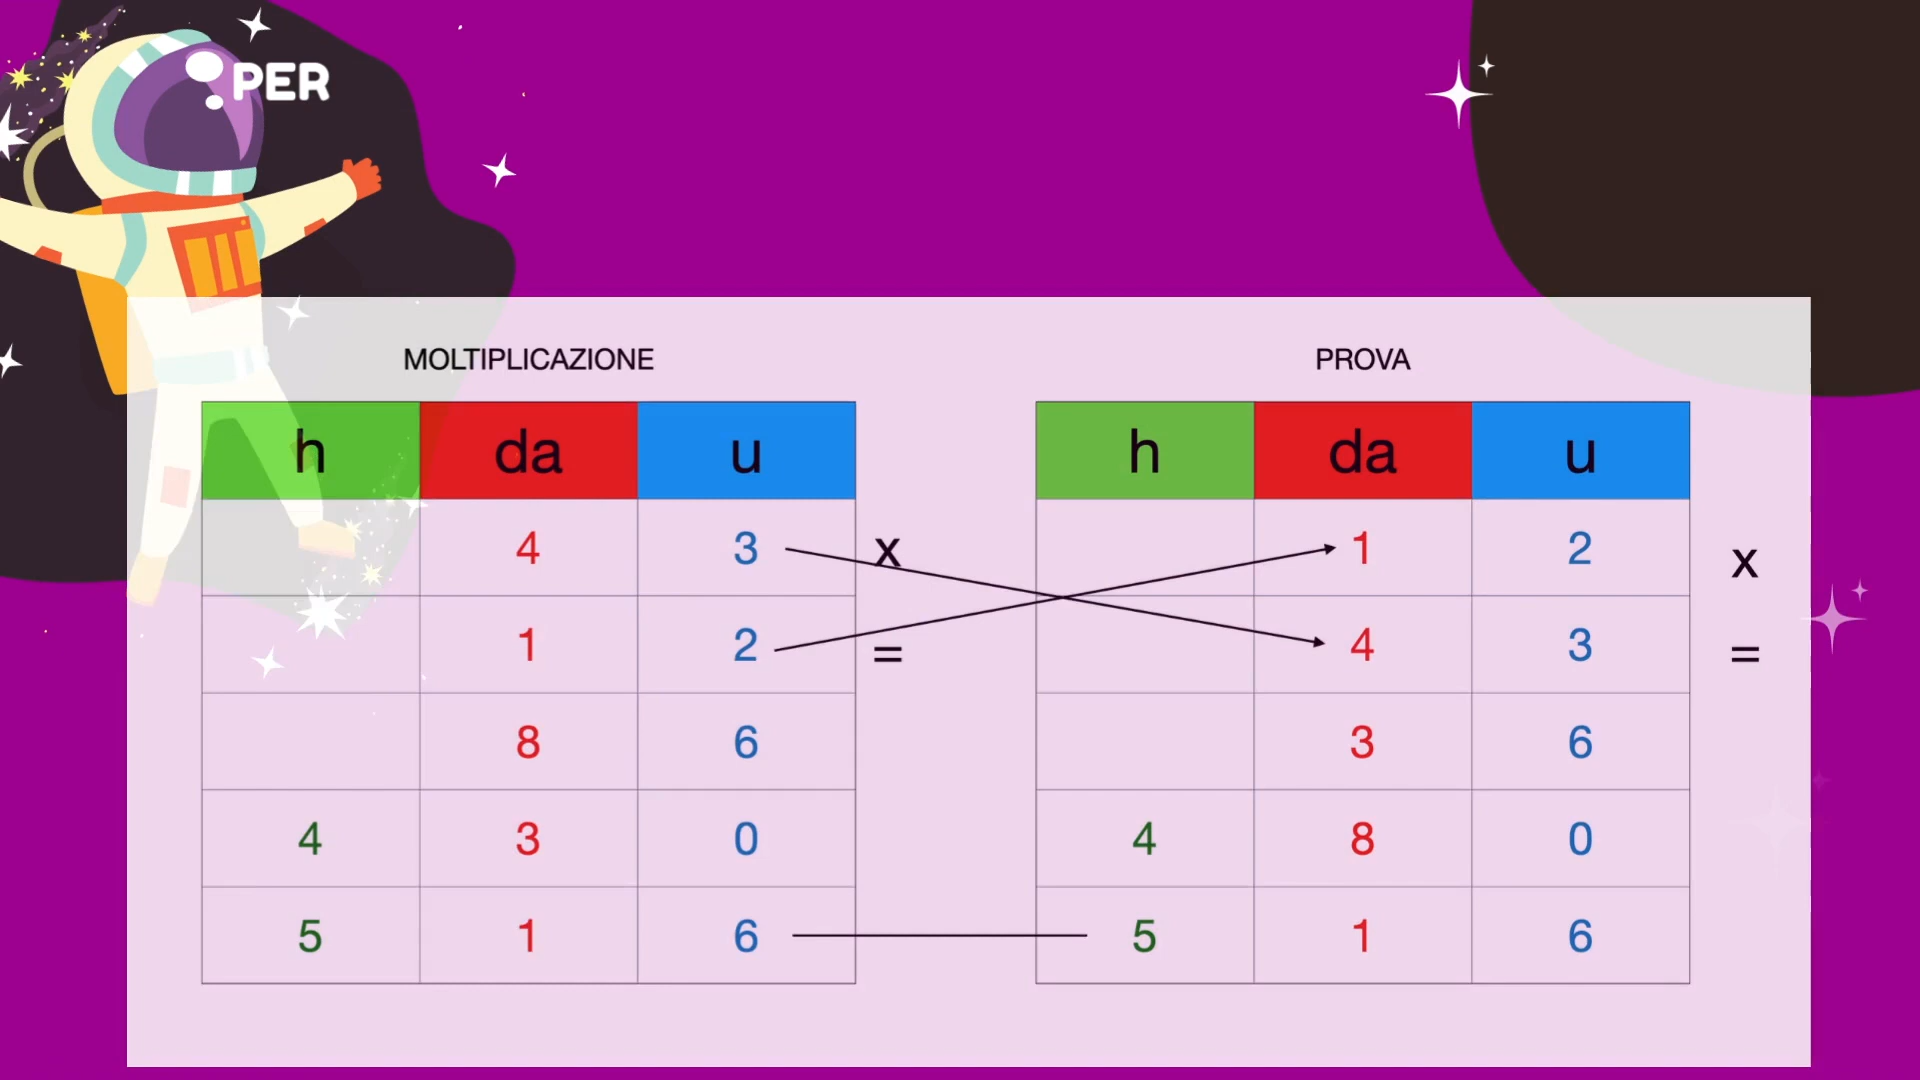 PER
MOLTIPLICAZIONE
h da u
4 3 x
1 2 =
8 6
4 3 0
5 1 6
PROVA
h da u
1 2 x
4 3 =
3 6
4 8 0
5 1 6